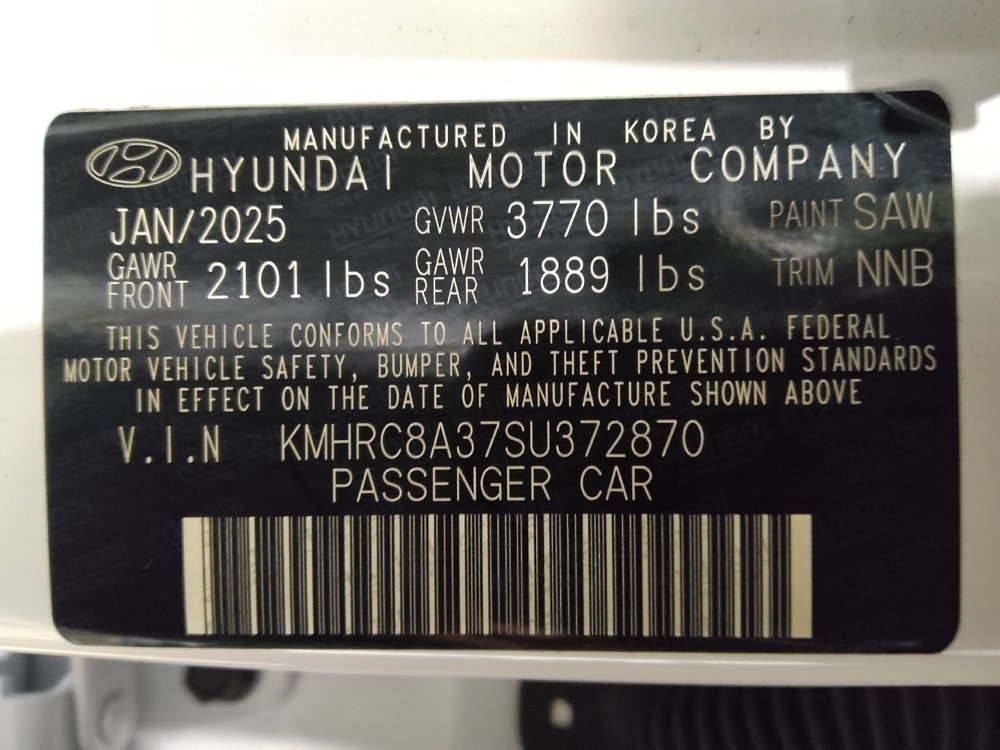 MANUFACTURED IN KOREA BY
HYUNDAI MOTOR COMPANY
JAN/2025 GVWR 3770 lbs PAINT SAW
GAWR FRONT 2101 lbs GAWR REAR 1889 lbs TRIM NNB
THIS VEHICLE CONFORMS TO ALL APPLICABLE U.S.A. FEDERAL
MOTOR VEHICLE SAFETY, BUMPER, AND THEFT PREVENTION STANDARDS
IN EFFECT ON THE DATE OF MANUFACTURE SHOWN ABOVE
V.I.N KMHRC8A37SU372870
PASSENGER CAR